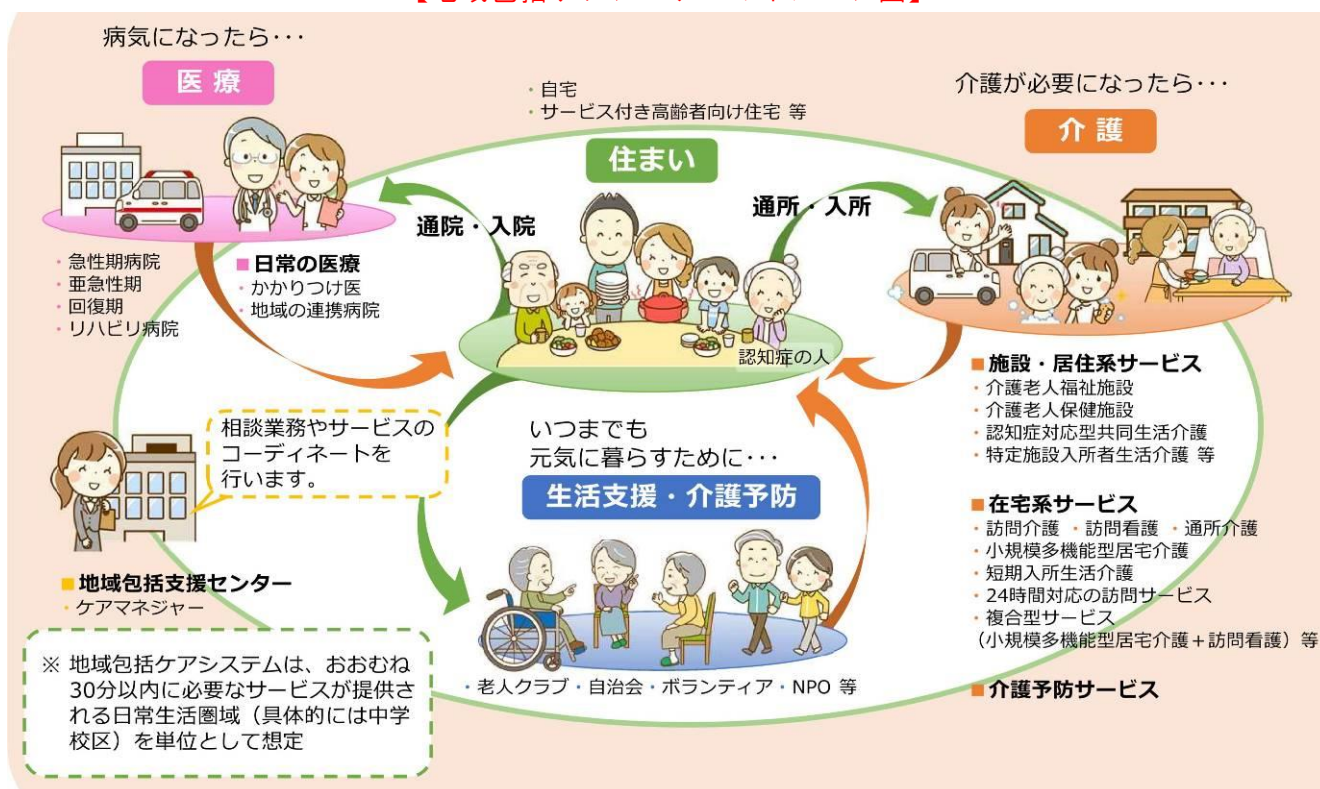 病気になったら･･･
医療
・急性期病院
・亜急性期
・回復期
・リハビリ病院
■日常の医療
・かかりつけ医
・地域の連携病院
・自宅
・サービス付き高齢者向け住宅 等
住まい
通院・入院
通所・入所
認知症の人
介護が必要になったら･･･
介護
■施設・居住系サービス
・介護老人福祉施設
・介護老人保健施設
・認知症対応型共同生活介護
・特定施設入所者生活介護 等
■在宅系サービス
・訪問介護 ・訪問看護 ・通所介護
・小規模多機能型居宅介護
・短期入所生活介護
・24時間対応の訪問サービス
・複合型サービス
（小規模多機能型居宅介護＋訪問看護）等
■介護予防サービス
相談業務やサービスの
コーディネートを
行います。
■地域包括支援センター
・ケアマネジャー
いつまでも
元気に暮らすために･･･
生活支援・介護予防
・老人クラブ・自治会・ボランティア・NPO 等
※ 地域包括ケアシステムは、おおむね
30分以内に必要なサービスが提供さ
れる日常生活圏域（具体的には中学
校区）を単位として想定